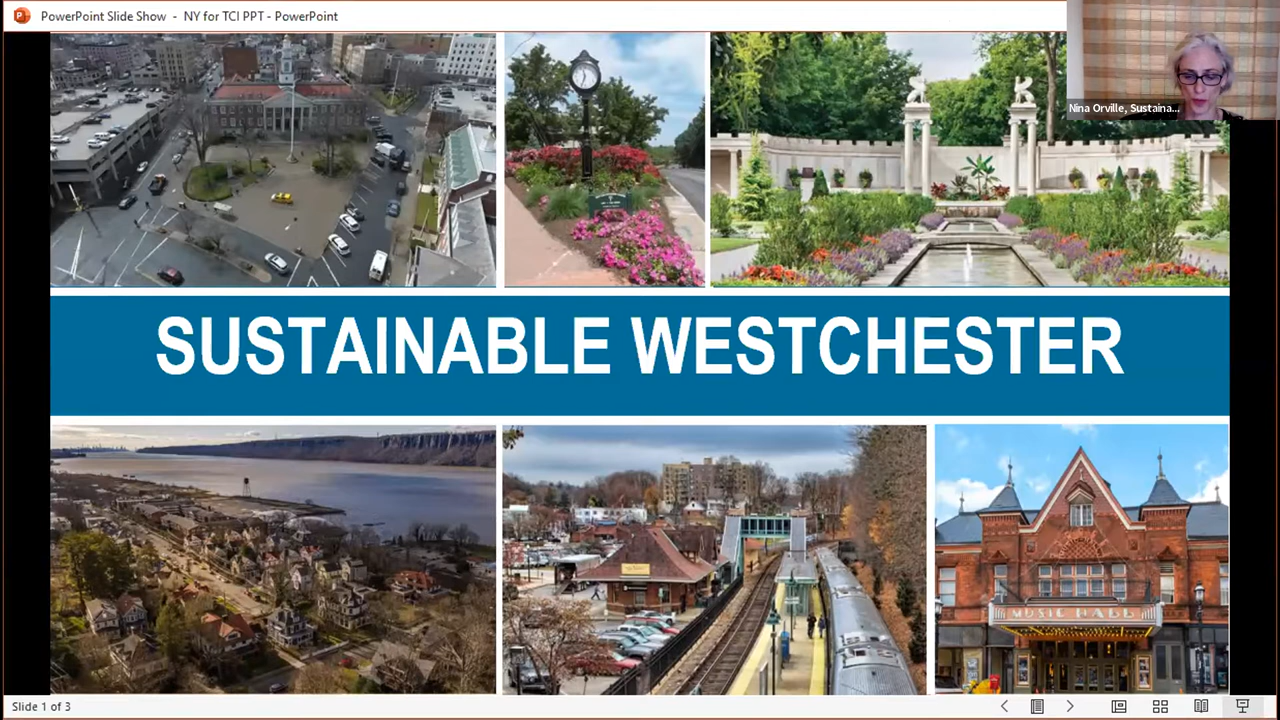 PowerPoint Slide Show - NY for TCI PPT - PowerPoint
Nina Orville, Sustaina...
SUSTAINABLE WESTCHESTER
MUSIC HALL
Slide 1 of 3